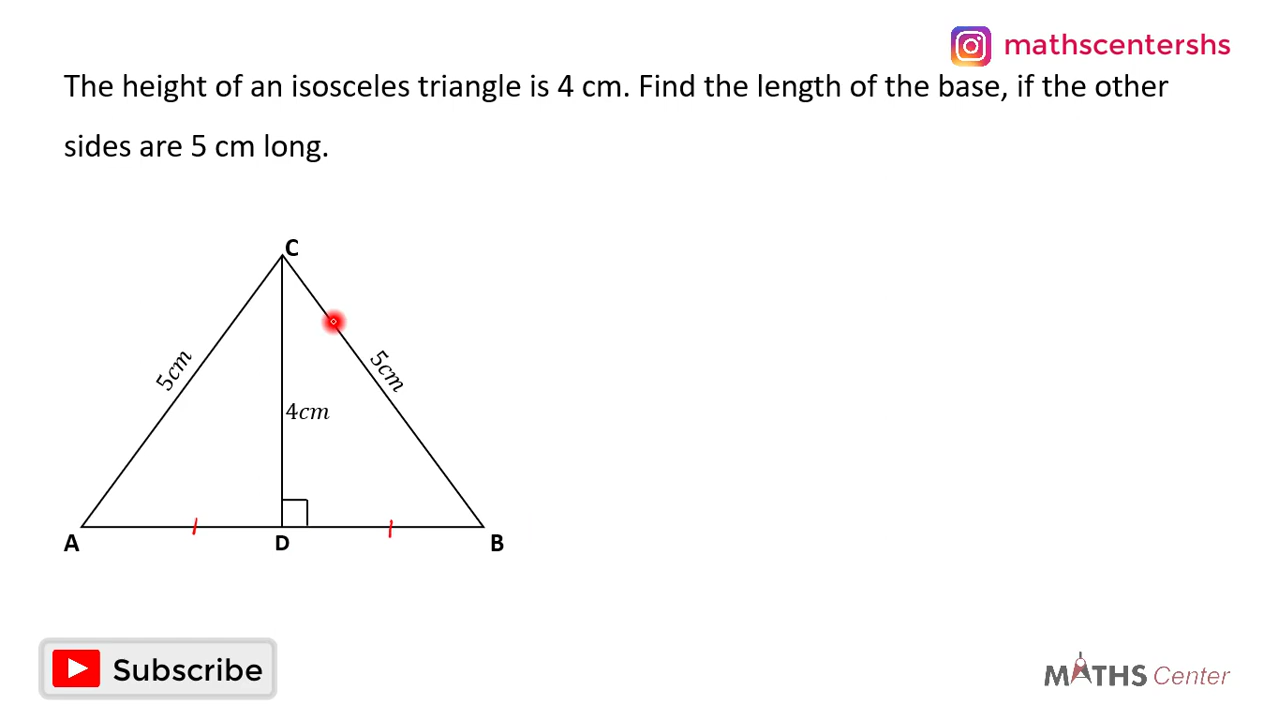 mathscentershs
The height of an isosceles triangle is 4 cm. Find the length of the base, if the other
sides are 5 cm long.
C
5cm
5cm
4cm
A
D
B
Subscribe
MATHS Center